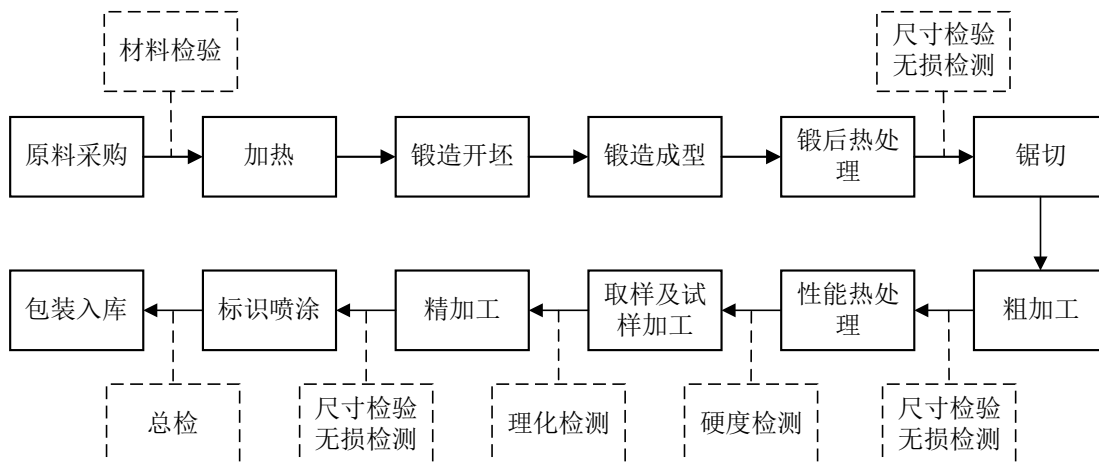 材料检验
尺寸检验
无损检测
原料采购
加热
锻造开坯
锻造成型
锻后热处
理
锯切
包装入库
标识喷涂
精加工
取样及试
样加工
性能热处
理
粗加工
总检
尺寸检验
无损检测
理化检测
硬度检测
尺寸检验
无损检测